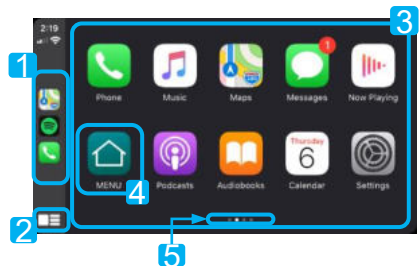 2:19
1
2
3
Phone Music Maps Messages Now Playing
1
MENU Podcasts Audiobooks Calendar Settings
Thursday
6
4
5